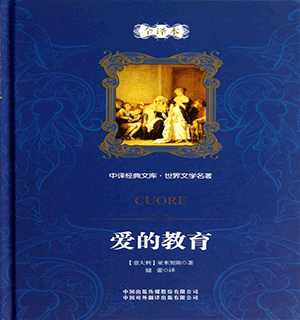 全译本
中译经典文库·世界文学名著
CUORE
爱的教育
【意大利】亚米契斯 著
储蕾 译
中国出版传媒股份有限公司
中国对外翻译出版有限公司